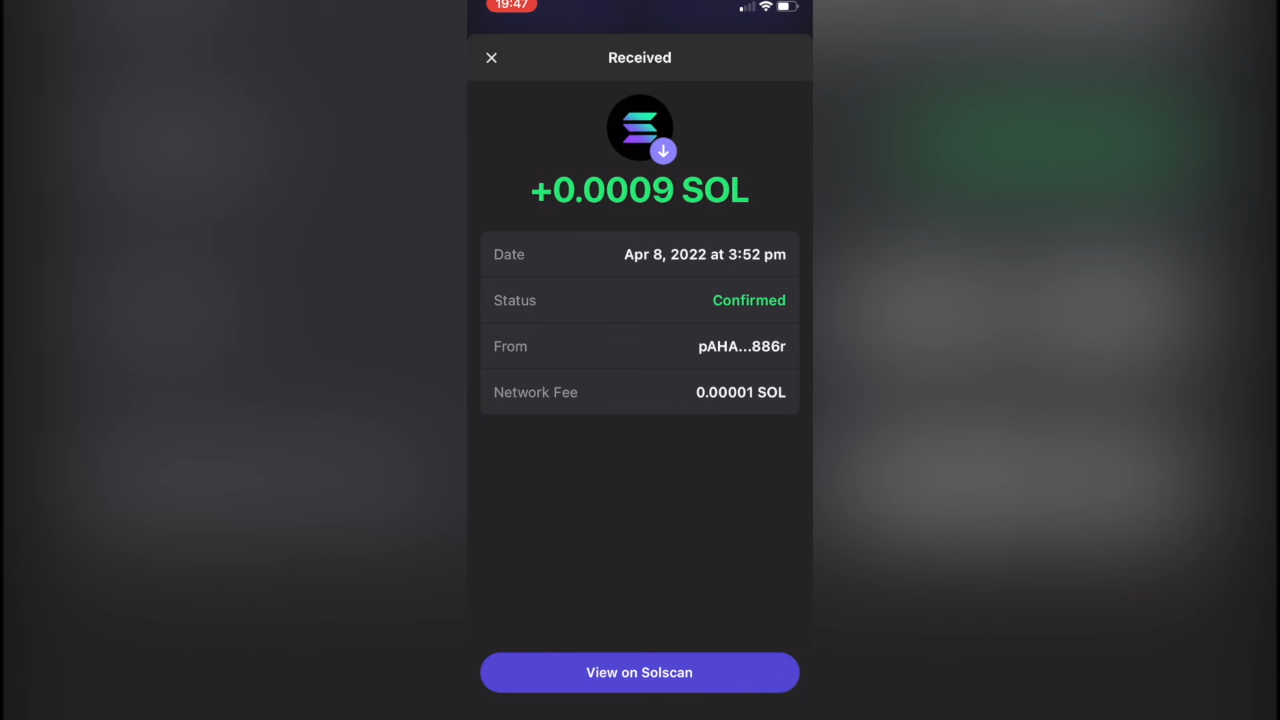 19:47
Received
+0.0009 SOL
Date Apr 8, 2022 at 3:52 pm
Status Confirmed
From pAHA...886r
Network Fee 0.00001 SOL
View on Solscan